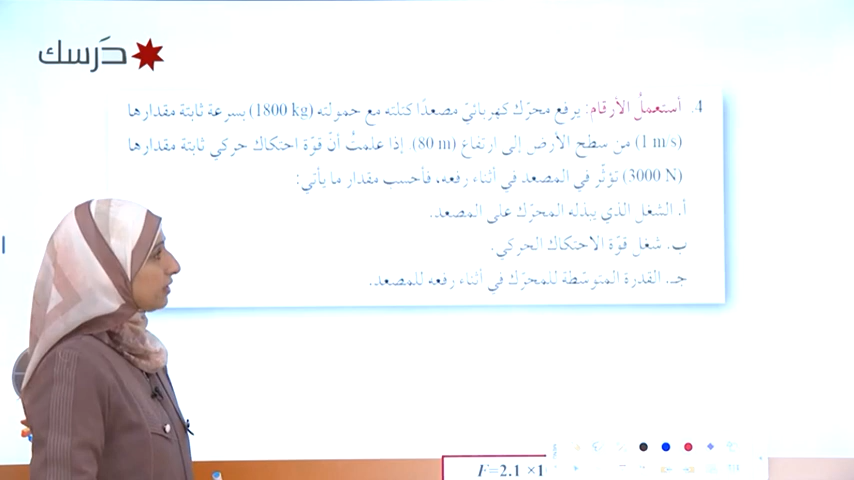 حَرسك
4. أستعملُ الأرقام: يرفع محرّك كهربائيّ مصعدًا كتلته مع حمولته (1800 kg) بسرعة ثابتة مقدارها
(1 m/s) من سطح الأرض إلى ارتفاع (80 m). إذا علمتُ أنّ قوّة احتكاك حركي ثابتة مقدارها
(3000 N) تؤثّر في المصعد في أثناء رفعه، فأحسب مقدار ما يأتي:
أ. الشغل الذي يبذله المحرّك على المصعد.
ب. شغل قوّة الاحتكاك الحركي.
جـ. القدرة المتوسّطة للمحرّك في أثناء رفعه للمصعد.
F=2.1 ×1